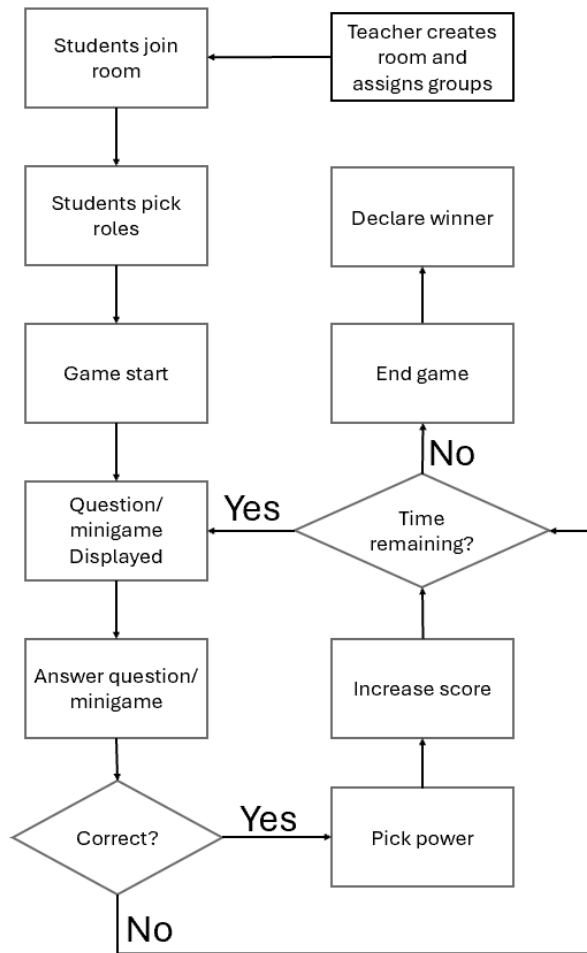 Students join
room
Teacher creates
room and
assigns groups
Students pick
roles
Declare winner
Game start
End game
No
Question/
minigame
Displayed
Yes
Time
remaining?
Answer question/
minigame
Increase score
Correct?
Yes
Pick power
No